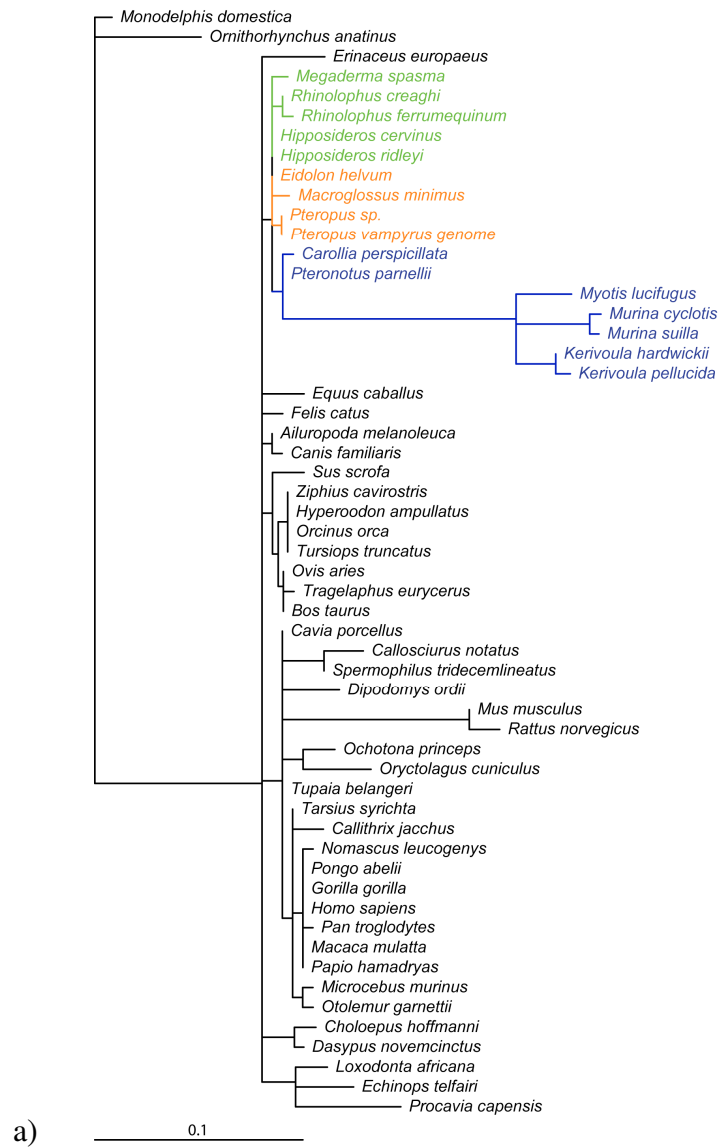 Monodelphis domestica
Ornithorhynchus anatinus
Erinaceus europaeus
Megaderma spasma
Rhinolophus creaghi
Rhinolophus ferrumequinum
Hipposideros cervinus
Hipposideros ridleyi
Eidolon helvum
Macroglossus minimus
Pteropus sp.
Pteropus vampyrus genome
Carollia perspicillata
Pteronotus parnellii
Myotis lucifugus
Murina cyclotis
Murina suilla
Kerivoula hardwickii
Kerivoula pellucida
Equus caballus
Felis catus
Ailuropoda melanoleuca
Canis familiaris
Sus scrofa
Ziphius cavirostris
Hyperoodon ampullatus
Orcinus orca
Tursiops truncatus
Ovis aries
Tragelaphus eurycerus
Bos taurus
Cavia porcellus
Callosciurus notatus
Spermophilus tridecemlineatus
Dipodomys ordii
Mus musculus
Rattus norvegicus
Ochotona princeps
Oryctolagus cuniculus
Tupaia belangeri
Tarsius syrichta
Callithrix jacchus
Nomascus leucogenys
Pongo abelii
Gorilla gorilla
Homo sapiens
Pan troglodytes
Macaca mulatta
Papio hamadryas
Microcebus murinus
Otolemur garnettii
Choloepus hoffmanni
Dasypus novemcinctus
Loxodonta africana
Echinops telfairi
Procavia capensis
a)
0.1